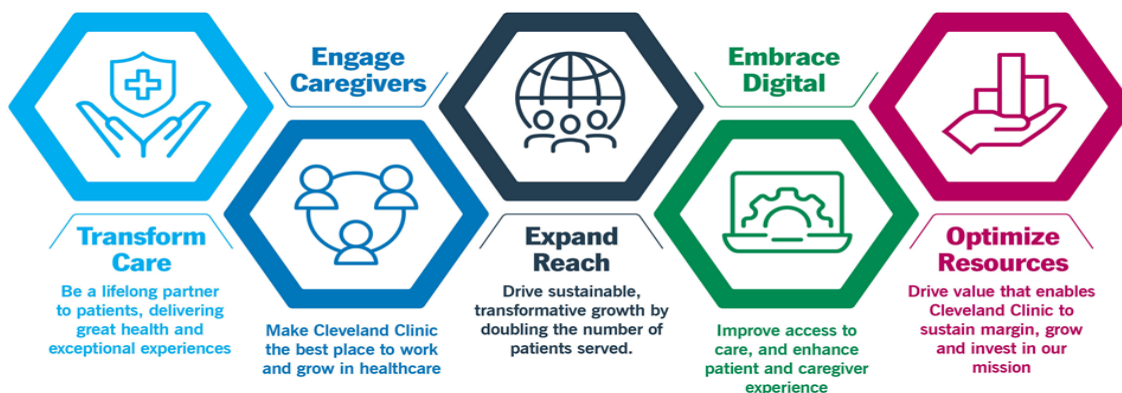 Transform
Care
Be a lifelong partner
to patients, delivering
great health and
exceptional experiences
Engage
Caregivers
Make Cleveland Clinic
the best place to work
and grow in healthcare
Expand
Reach
Drive sustainable,
transformative growth by
doubling the number of
patients served.
Embrace
Digital
Improve access to
care, and enhance
patient and caregiver
experience
Optimize
Resources
Drive value that enables
Cleveland Clinic to
sustain margin, grow
and invest in our
mission